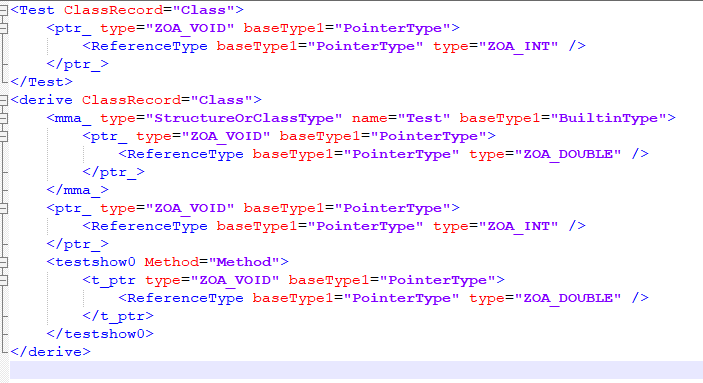 <Test ClassRecord="Class">
<ptr_ type="ZOA_VOID" baseType1="PointerType">
<ReferenceType baseType1="PointerType" type="ZOA_INT" />
</ptr_>
</Test>
<derive ClassRecord="Class">
<mma_ type="StructureOrClassType" name="Test" baseType1="BuiltinType">
<ptr_ type="ZOA_VOID" baseType1="PointerType">
<ReferenceType baseType1="PointerType" type="ZOA_DOUBLE" />
</ptr_>
</mma_>
<ptr_ type="ZOA_VOID" baseType1="PointerType">
<ReferenceType baseType1="PointerType" type="ZOA_INT" />
</ptr_>
<testshow0 Method="Method">
<t_ptr type="ZOA_VOID" baseType1="PointerType">
<ReferenceType baseType1="PointerType" type="ZOA_DOUBLE" />
</t_ptr>
</testshow0>
</derive>